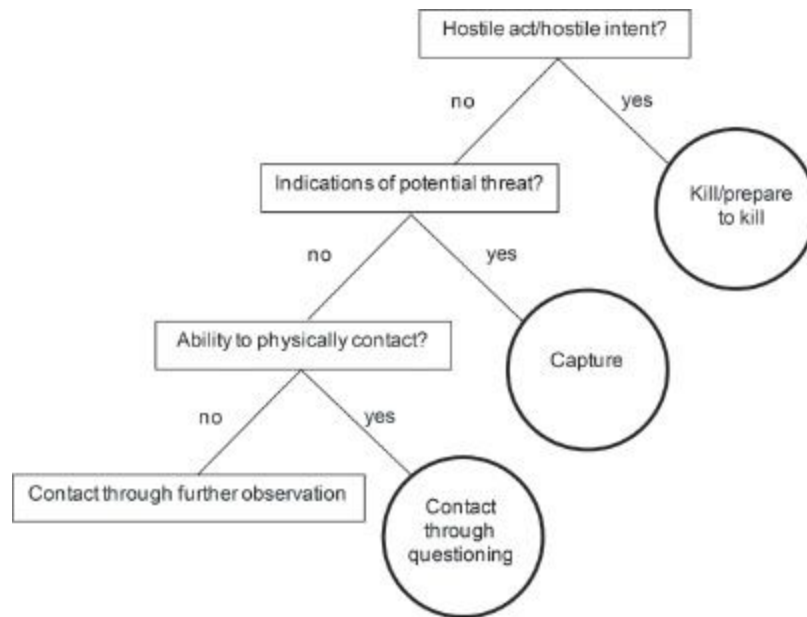 Hostile act/hostile intent?
no
yes
Indications of potential threat?
Kill/prepare
to kill
no
yes
Ability to physically contact?
Capture
no
yes
Contact through further observation
Contact
through
questioning